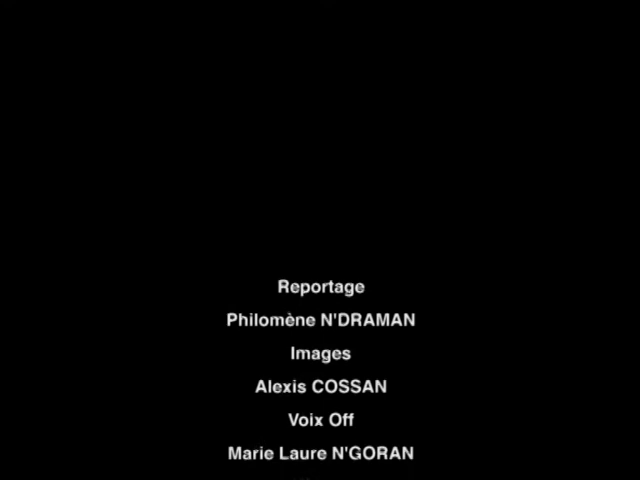 Reportage
Philomène N'DRAMAN
Images
Alexis COSSAN
Voix Off
Marie Laure N'GORAN